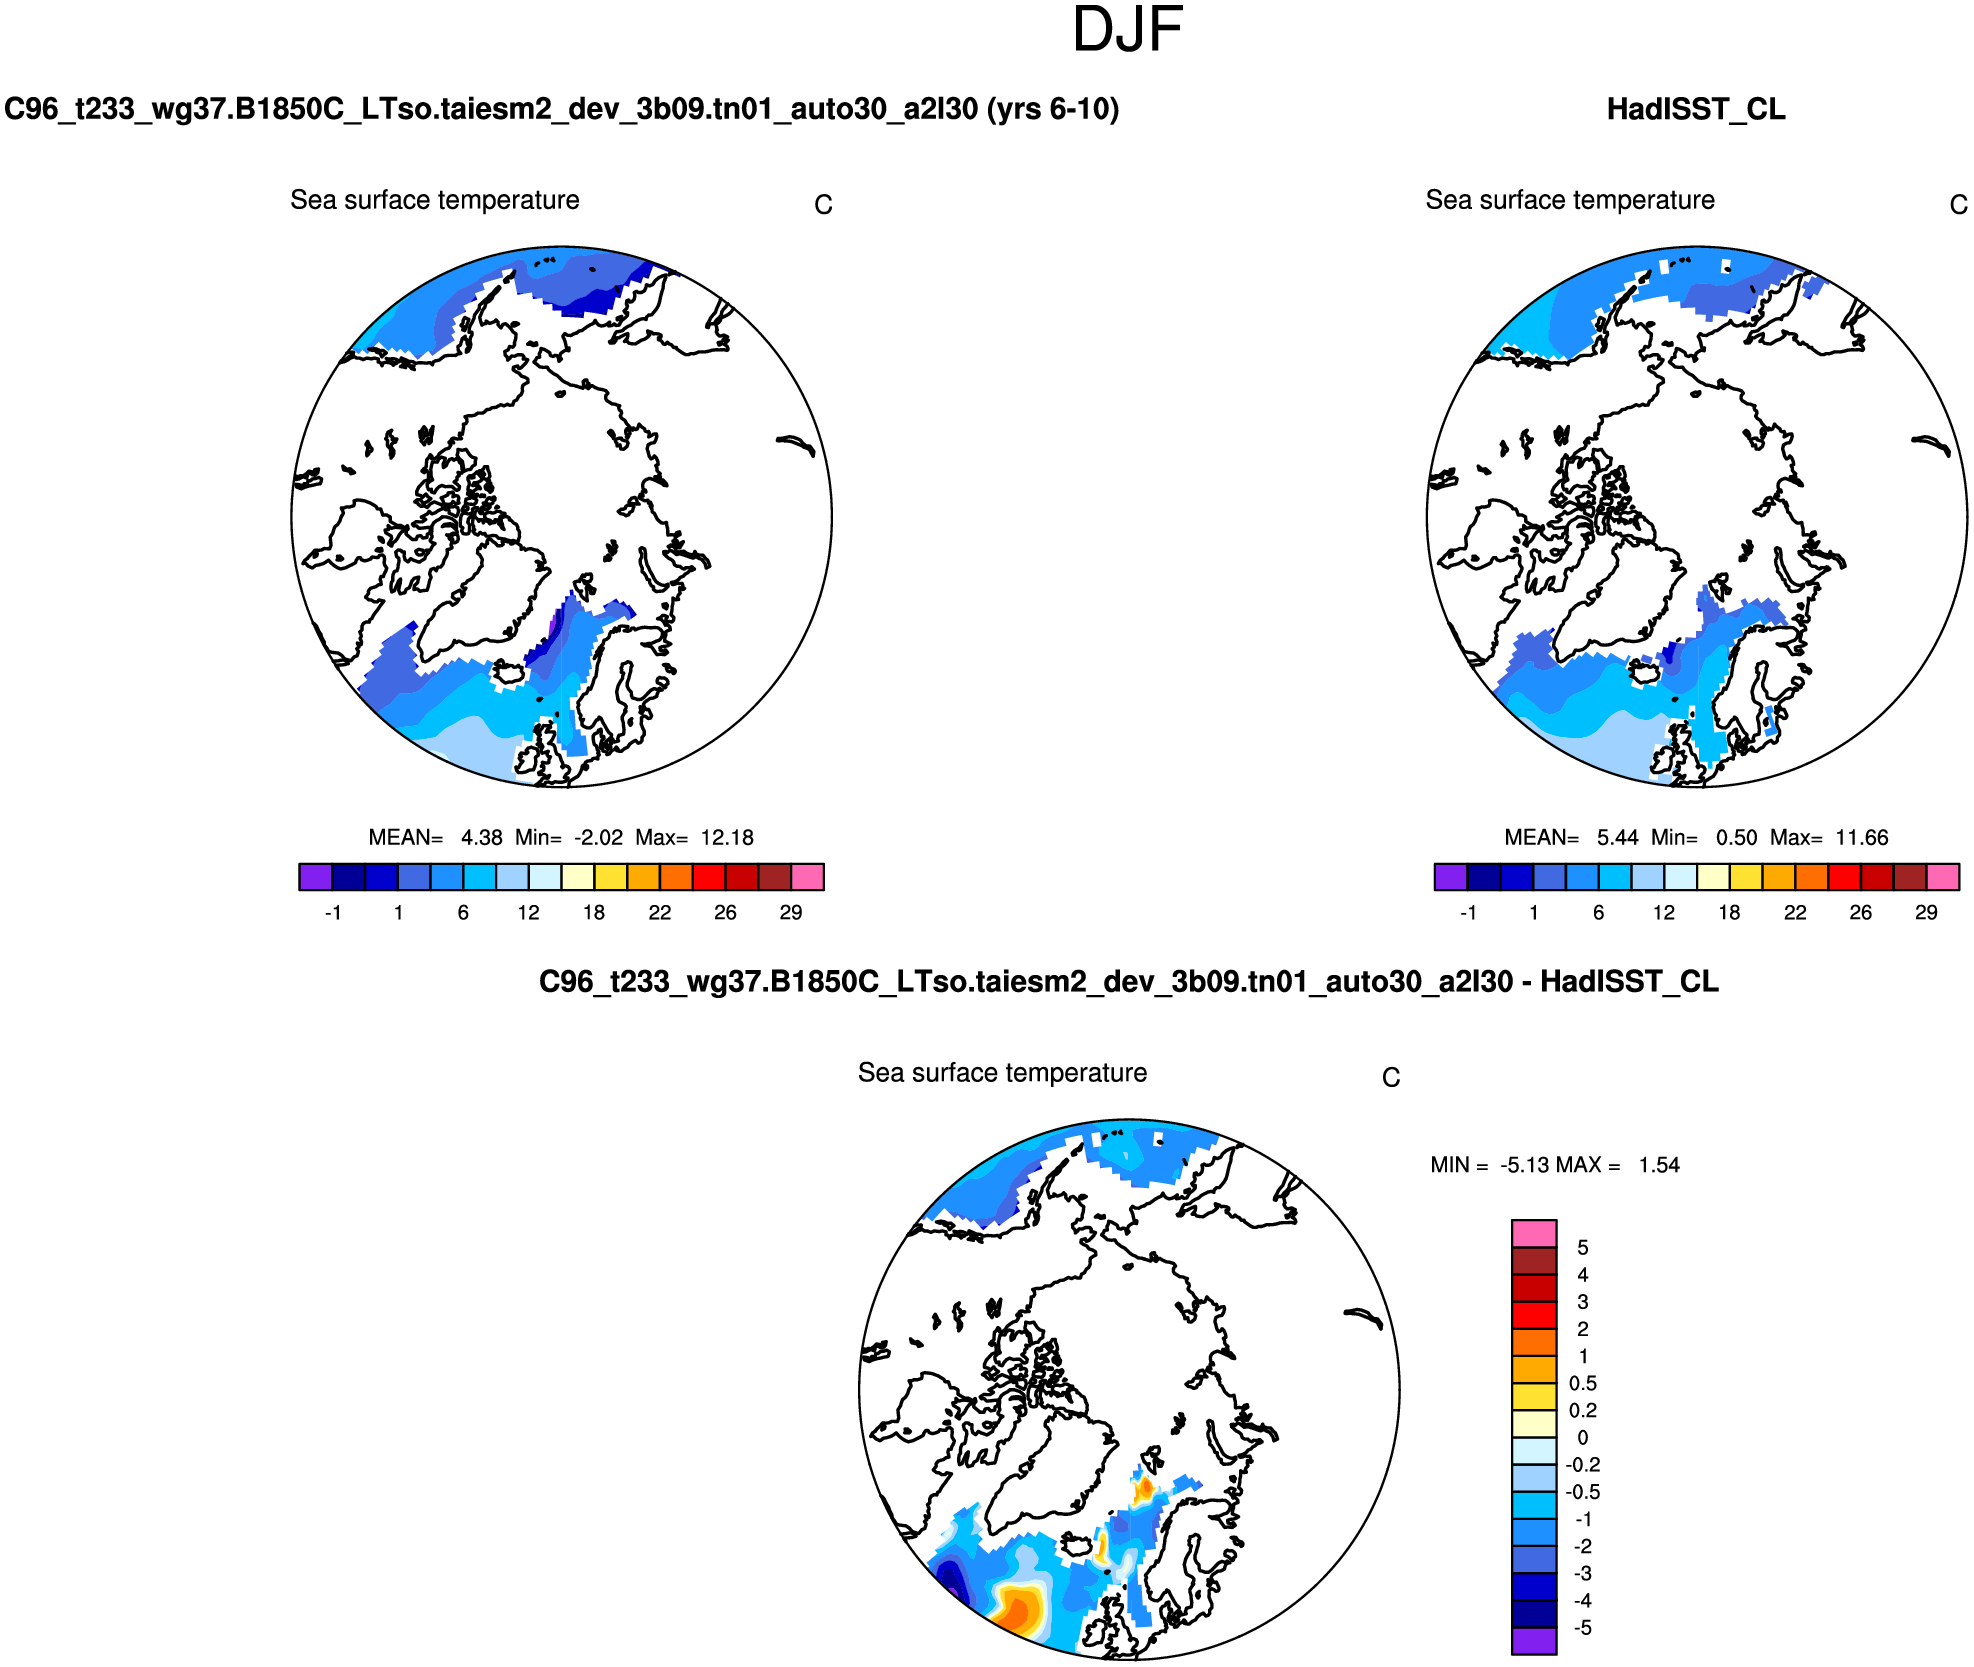 DJF
C96_t233_wg37.B1850C_LTso.taiesm2_dev_3b09.tn01_auto30_a2l30 (yrs 6-10)
HadISST_CL
Sea surface temperature C
Sea surface temperature C
MEAN= 4.38 Min= -2.02 Max= 12.18
MEAN= 5.44 Min= 0.50 Max= 11.66
-1 1 6 12 18 22 26 29
-1 1 6 12 18 22 26 29
C96_t233_wg37.B1850C_LTso.taiesm2_dev_3b09.tn01_auto30_a2l30 - HadISST_CL
Sea surface temperature C
MIN = -5.13 MAX = 1.54
5
4
3
2
1
0.5
0.2
0
-0.2
-0.5
-1
-2
-3
-4
-5